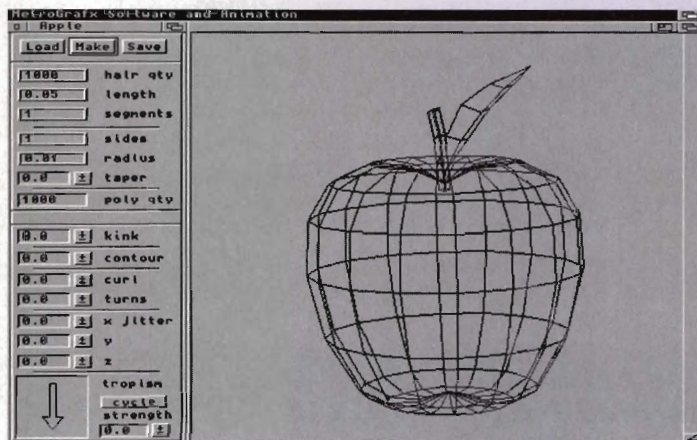 MetroGrafx Software and Animation
Apple
Load Make Save
1000 hair qty
0.05 length
1 segments
1 sides
0.01 radius
0.0 taper
1000 poly qty
0.0 kink
0.0 contour
0.0 curl
0.0 turns
0.0 x jitter
0.0 y
0.0 z
tropism
cycle
strength
0.0